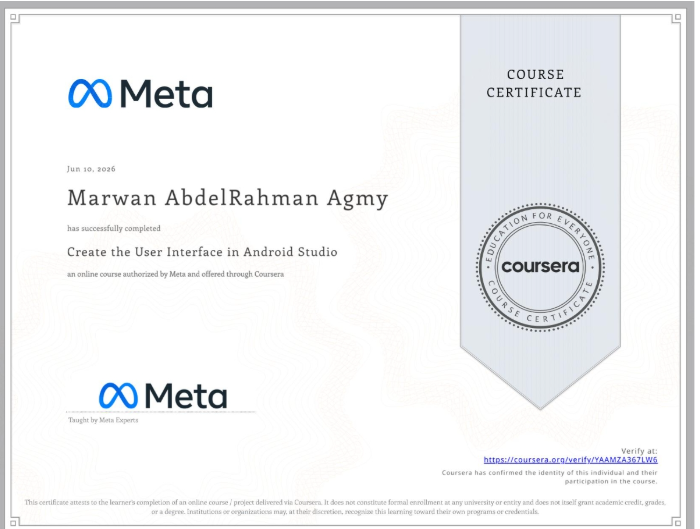 Meta
COURSE
CERTIFICATE
Jun 10, 2026
Marwan AbdelRahman Agmy
has successfully completed
Create the User Interface in Android Studio
an online course authorized by Meta and offered through Coursera
EDUCATION FOR EVERYONE
coursera
COURSE CERTIFICATE
Meta
Taught by Meta Experts
Verify at:
https://coursera.org/verify/YAAMZA367LW6
Coursera has confirmed the identity of this individual and their
participation in the course.
This certificate attests to the learner's completion of an online course / project delivered via Coursera. It does not constitute formal enrollment at any university or entity and does not itself grant academic credit, grades,
or a degree. Institutions or organizations may, at their discretion, recognize this learning toward their own programs or credentials.